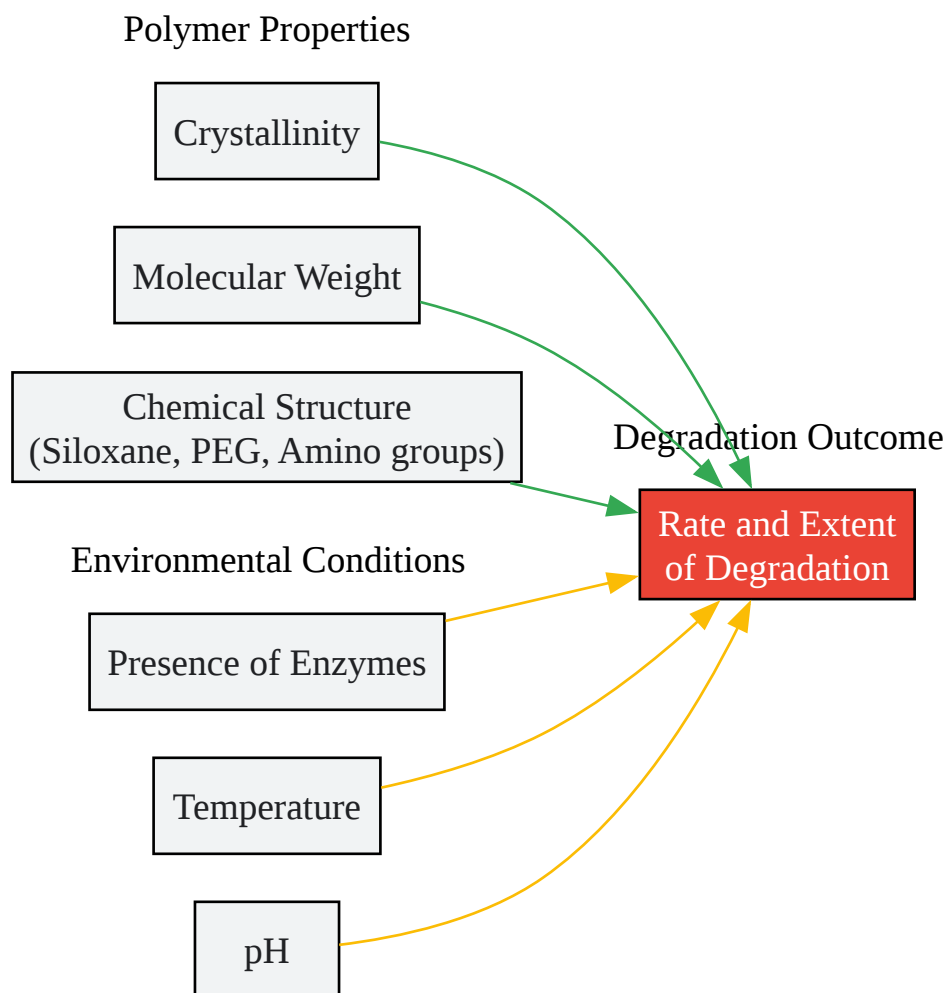 Polymer Properties
Crystallinity
Molecular Weight
Chemical Structure
(Siloxane, PEG, Amino groups)
Degradation Outcome
Rate and Extent
of Degradation
Environmental Conditions
Presence of Enzymes
Temperature
pH